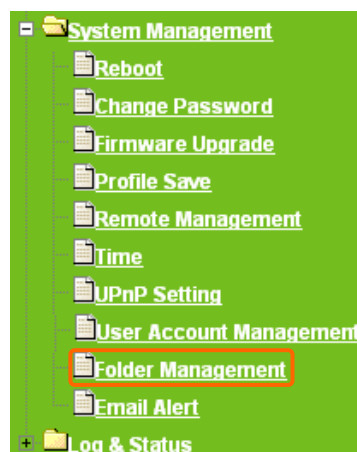 System Management
Reboot
Change Password
Firmware Upgrade
Profile Save
Remote Management
Time
UPnP Setting
User Account Management
Folder Management
Email Alert
Log & Status